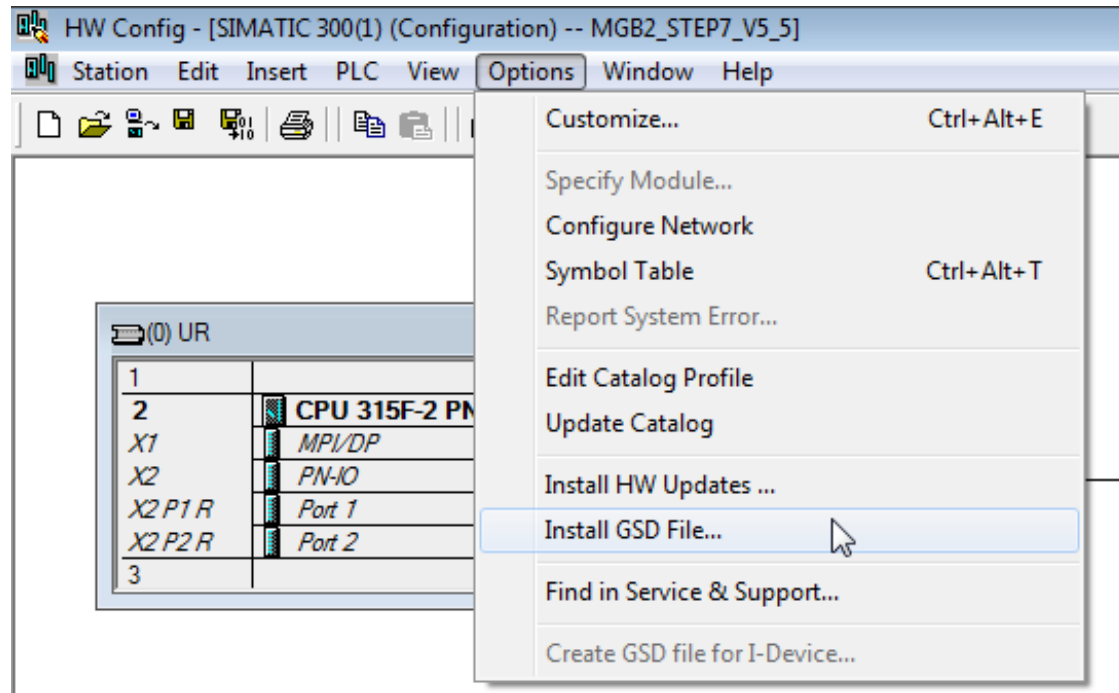 HW Config - [SIMATIC 300(1) (Configuration) -- MGB2_STEP7_V5_5]
Station Edit Insert PLC View Options Window Help
Customize... Ctrl+Alt+E
Specify Module...
Configure Network
Symbol Table Ctrl+Alt+T
Report System Error...
Edit Catalog Profile
Update Catalog
Install HW Updates ...
Install GSD File...
Find in Service & Support...
Create GSD file for I-Device...
(0) UR
1
2 CPU 315F-2 PN
X1 MPI/DP
X2 PN-IO
X2 P1 R Port 1
X2 P2 R Port 2
3